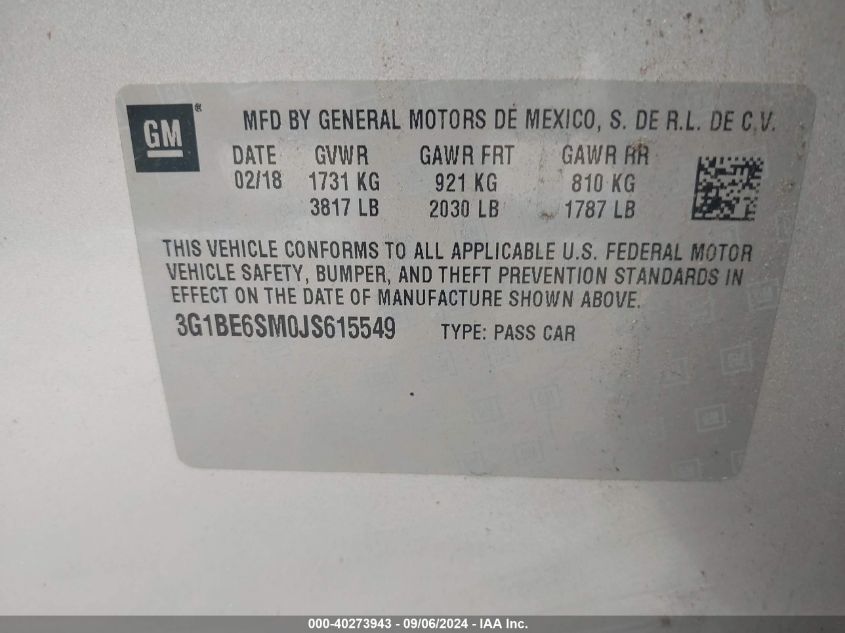 GM®
MFD BY GENERAL MOTORS DE MEXICO, S. DE R.L. DE C.V.
DATE GVWR GAWR FRT GAWR RR
02/18 1731 KG 921 KG 810 KG
3817 LB 2030 LB 1787 LB
THIS VEHICLE CONFORMS TO ALL APPLICABLE U.S. FEDERAL MOTOR
VEHICLE SAFETY, BUMPER, AND THEFT PREVENTION STANDARDS IN
EFFECT ON THE DATE OF MANUFACTURE SHOWN ABOVE.
3G1BE6SM0JS615549 TYPE: PASS CAR
000-40273943 - 09/06/2024 - IAA Inc.